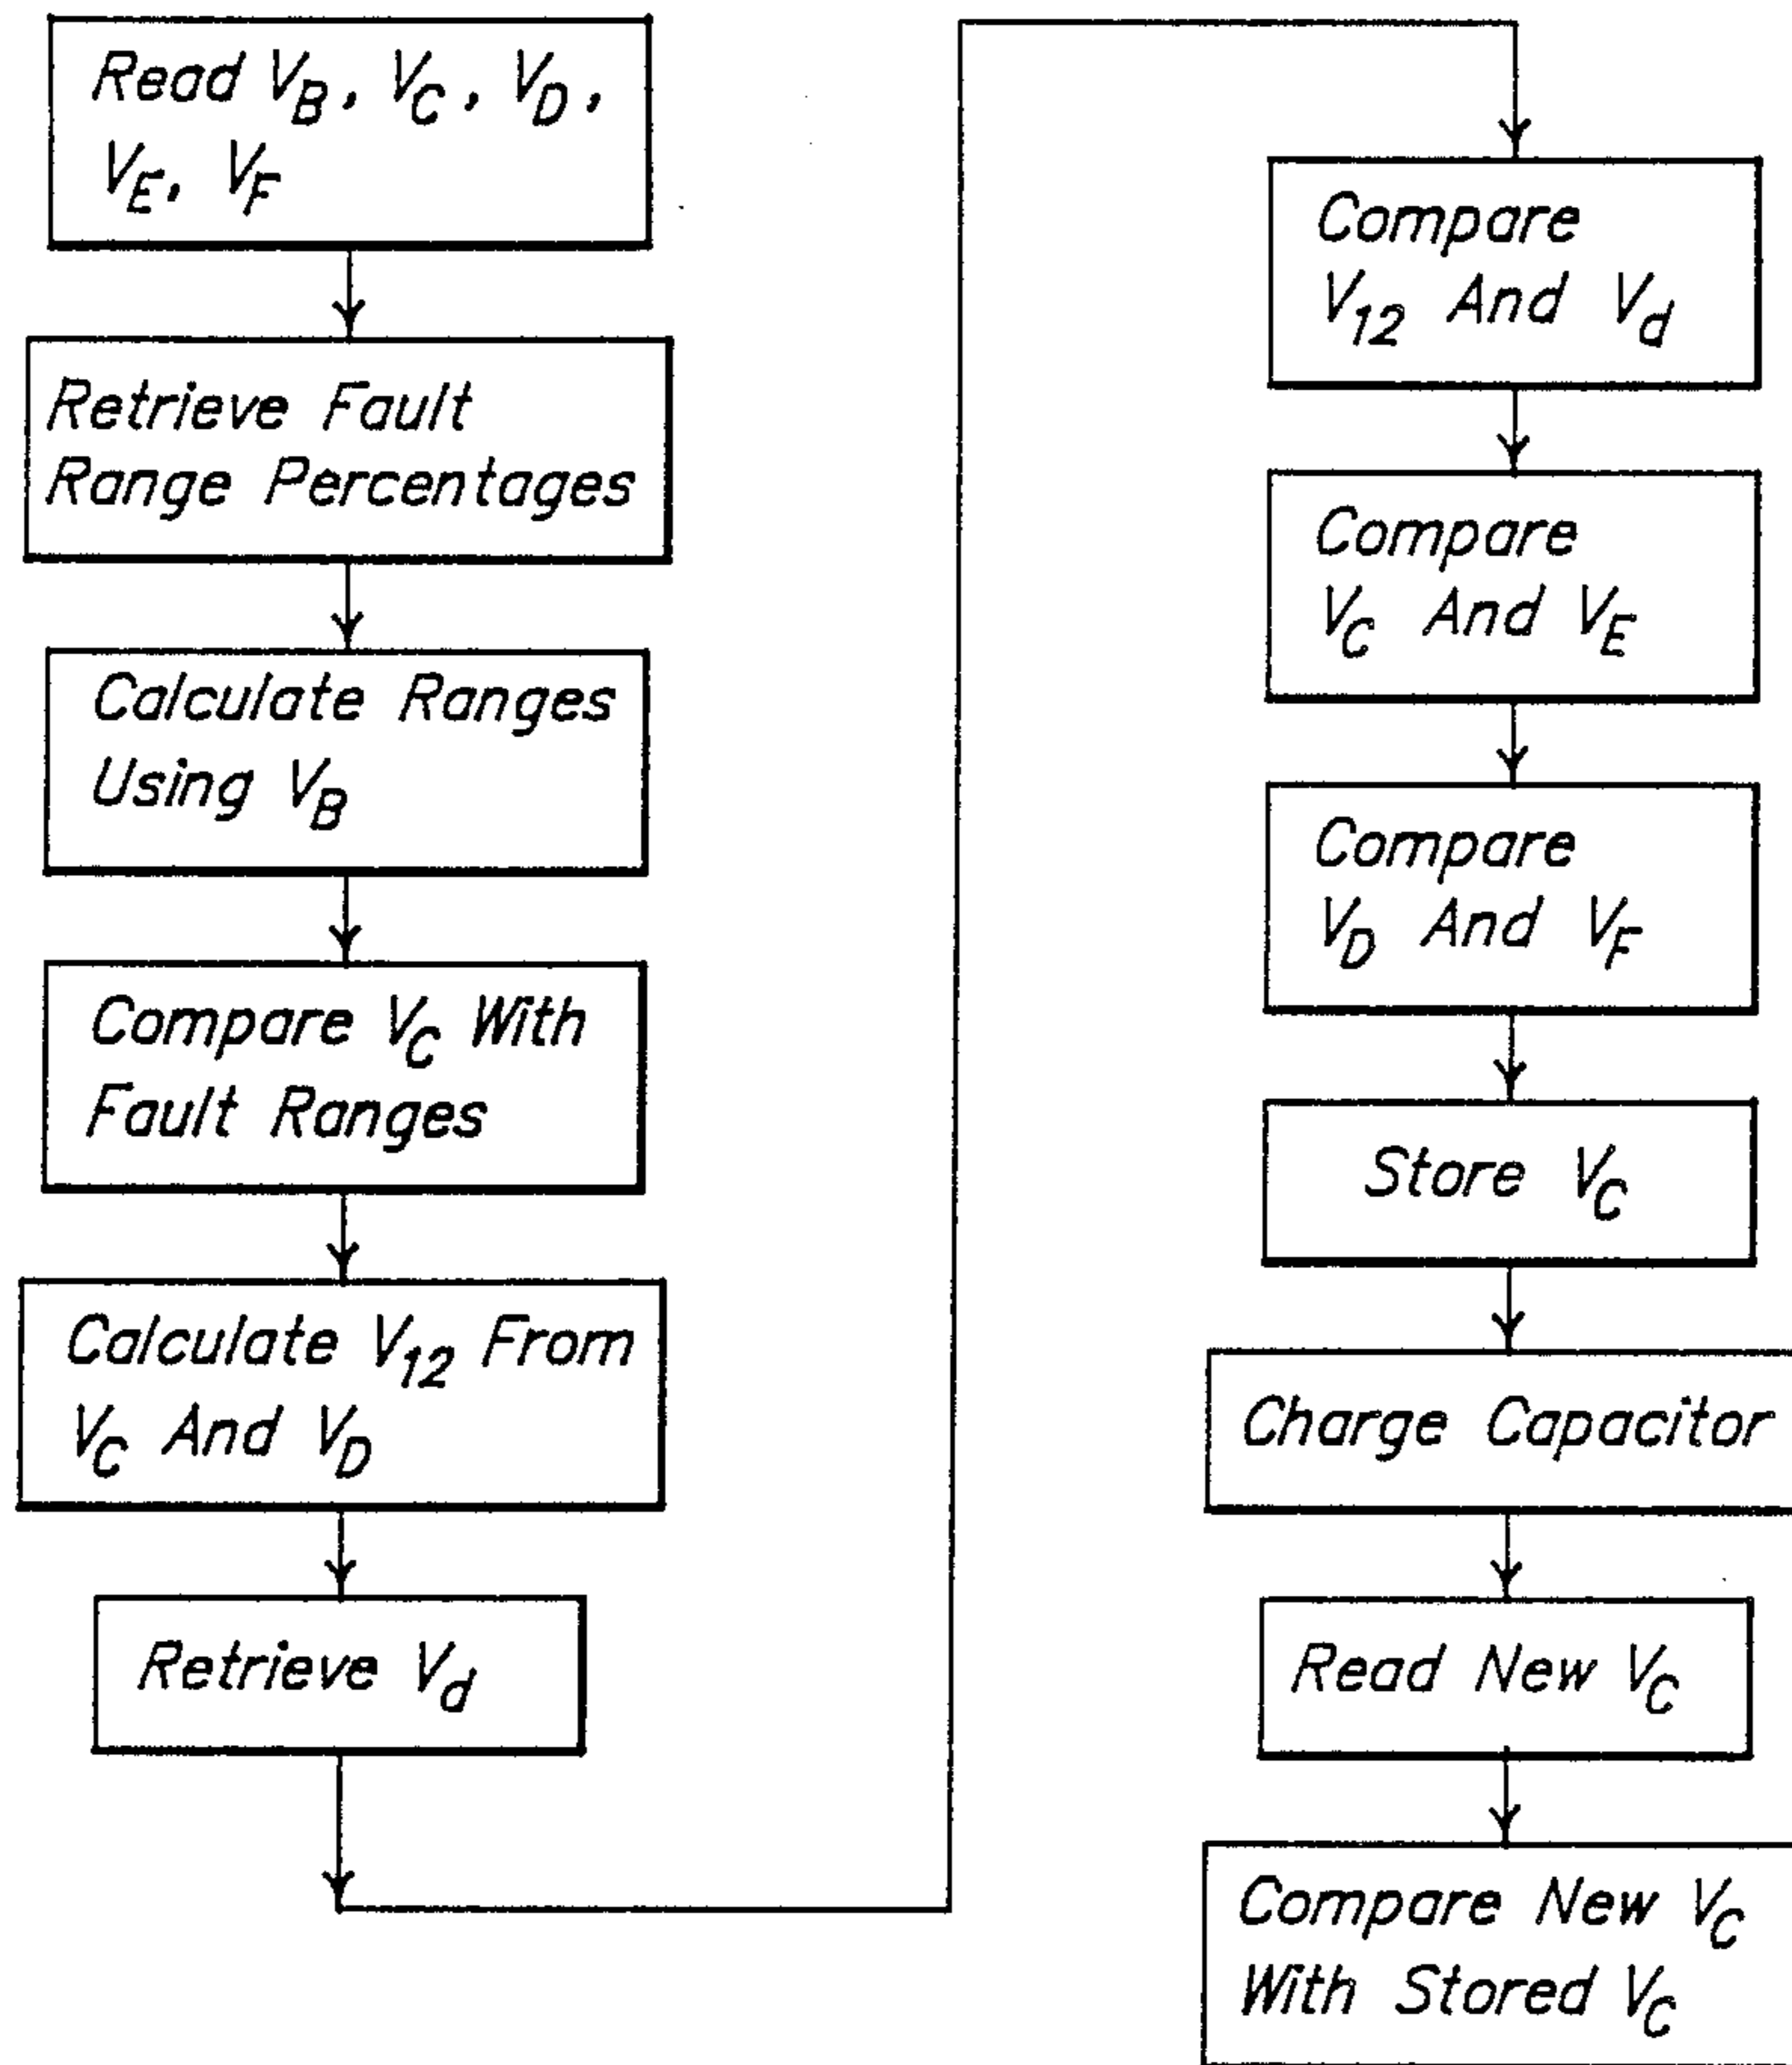 Read V_B, V_C, V_D,
V_E, V_F
Retrieve Fault
Range Percentages
Calculate Ranges
Using V_B
Compare V_C With
Fault Ranges
Calculate V_12 From
V_C And V_D
Retrieve V_d
Compare
V_12 And V_d
Compare
V_C And V_E
Compare
V_D And V_F
Store V_C
Charge Capacitor
Read New V_C
Compare New V_C
With Stored V_C